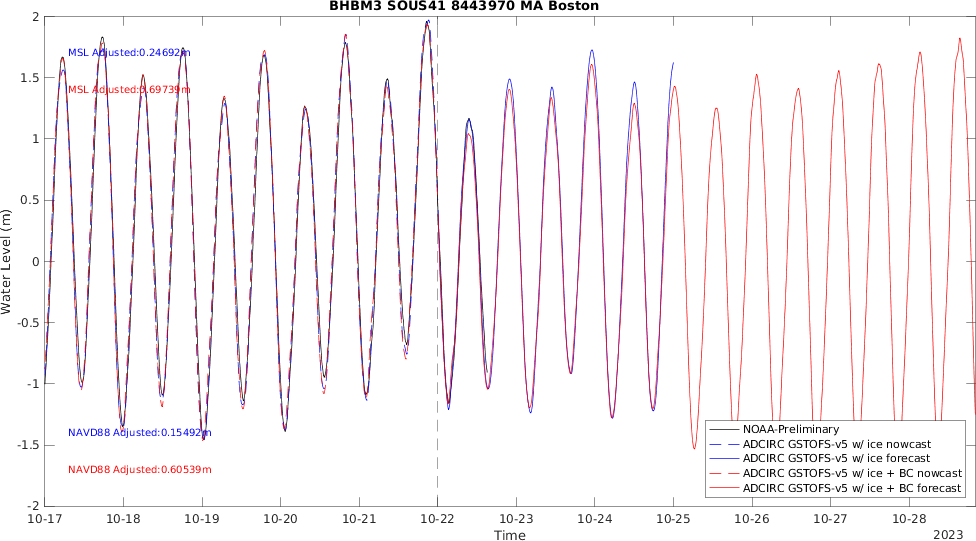 BHBM3 SOUS41 8443970 MA Boston
MSL Adjusted:0.24692m
MSL Adjusted:0.69739m
NAVD88 Adjusted:0.15492m
NAVD88 Adjusted:0.60539m
Water Level (m)
2
1.5
1
0.5
0
-0.5
-1
-1.5
-2
NOAA-Preliminary
ADCIRC GSTOFS-v5 w/ ice nowcast
ADCIRC GSTOFS-v5 w/ ice forecast
ADCIRC GSTOFS-v5 w/ ice + BC nowcast
ADCIRC GSTOFS-v5 w/ ice + BC forecast
10-17 10-18 10-19 10-20 10-21 10-22 10-23 10-24 10-25 10-26 10-27 10-28
Time
2023